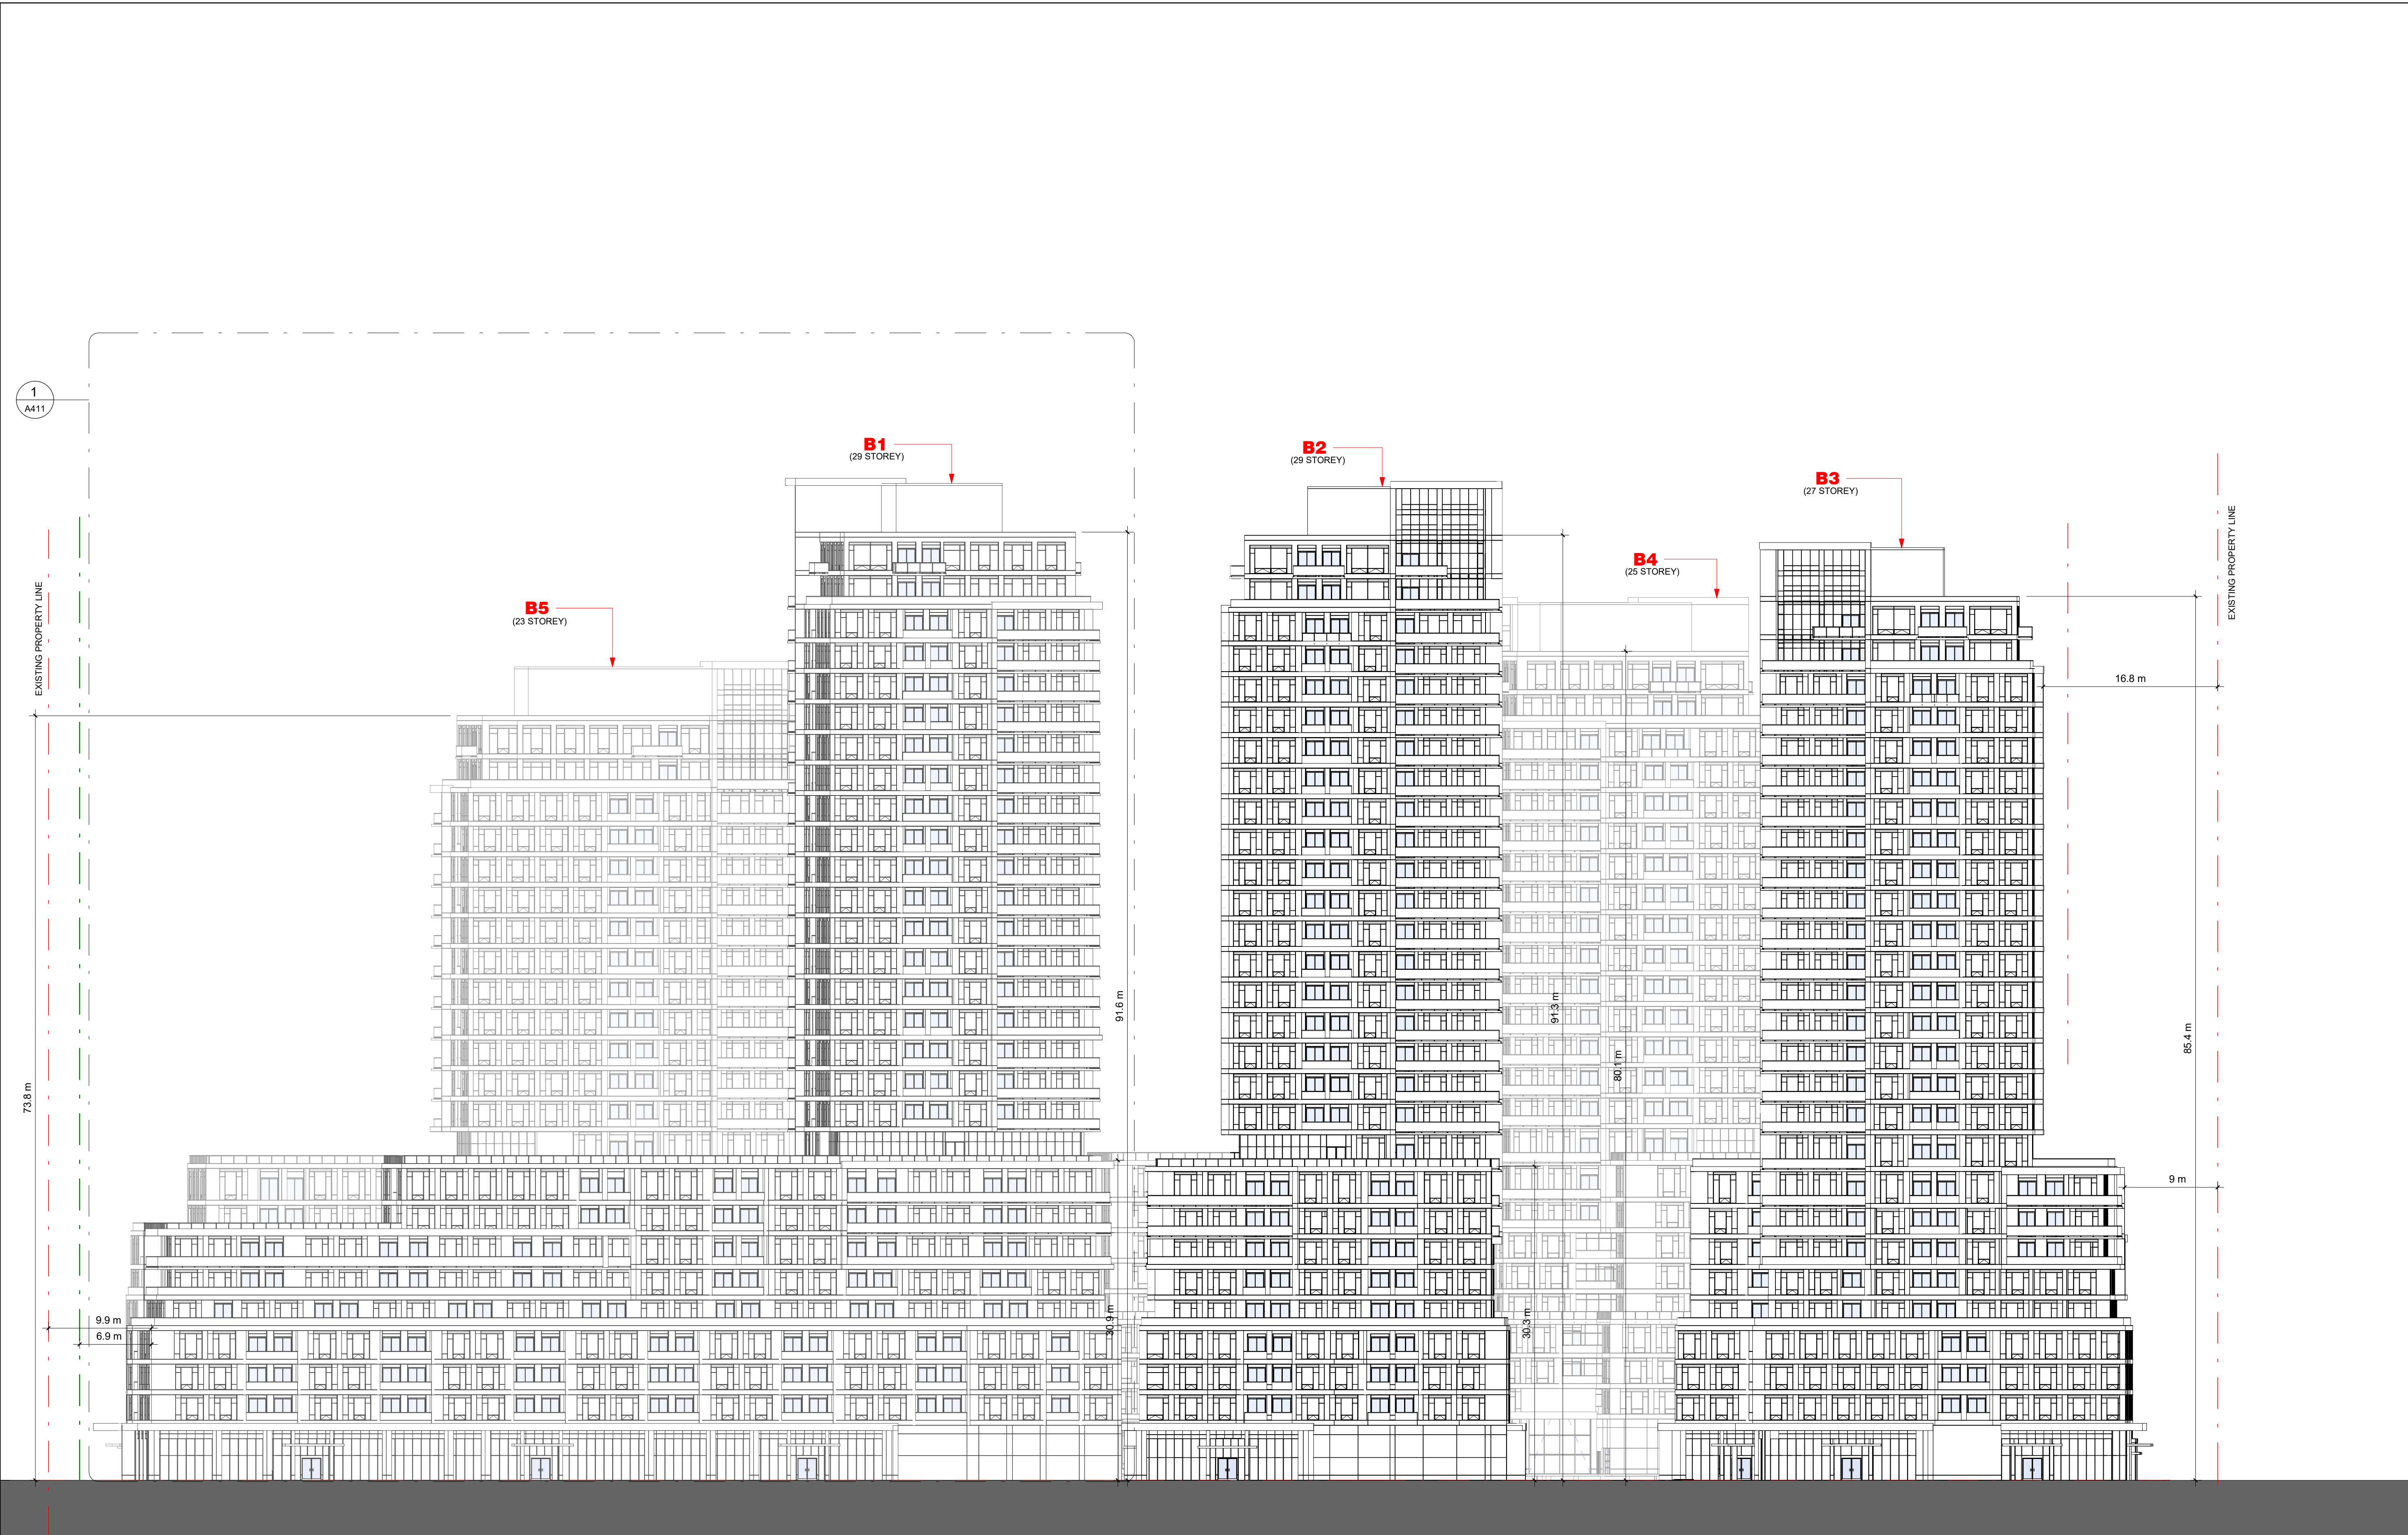 1
A411
B1
(29 STOREY)
B2
(29 STOREY)
B3
(27 STOREY)
B4
(25 STOREY)
B5
(23 STOREY)
EXISTING PROPERTY LINE
EXISTING PROPERTY LINE
16.8 m
91.6 m
91.3 m
80.1 m
85.4 m
73.8 m
9 m
30.9 m
30.3 m
9.9 m
6.9 m